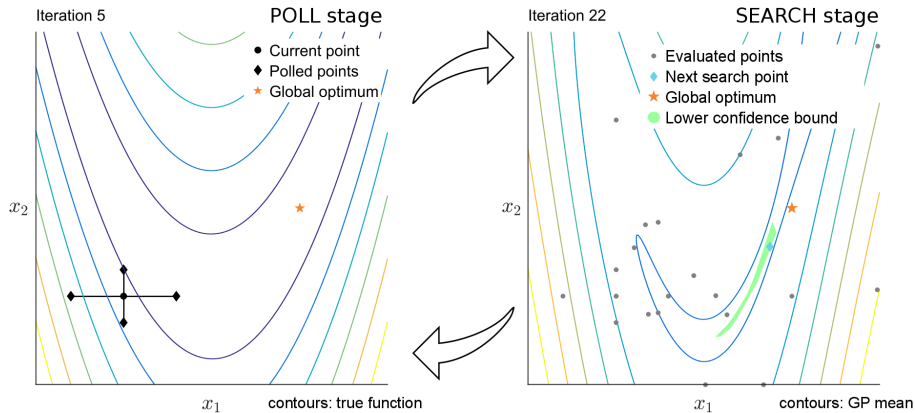 Iteration 5
POLL stage
Current point
Polled points
Global optimum
x₂
x₁
contours: true function
Iteration 22
SEARCH stage
Evaluated points
Next search point
Global optimum
Lower confidence bound
x₂
x₁
contours: GP mean